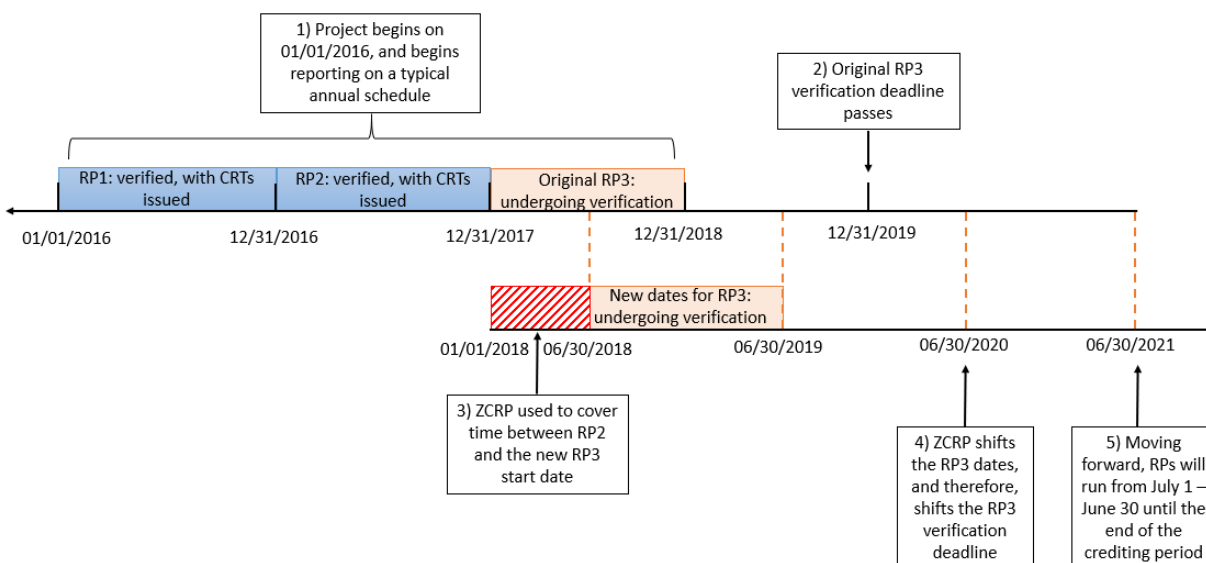 1) Project begins on
01/01/2016, and begins
reporting on a typical
annual schedule
2) Original RP3
verification deadline
passes
RP1: verified, with CRTs
issued
RP2: verified, with CRTs
issued
Original RP3:
undergoing verification
01/01/2016
12/31/2016
12/31/2017
12/31/2018
12/31/2019
New dates for RP3:
undergoing verification
01/01/2018
06/30/2018
06/30/2019
06/30/2020
06/30/2021
3) ZCRP used to cover
time between RP2
and the new RP3
start date
4) ZCRP shifts
the RP3 dates,
and therefore,
shifts the RP3
verification
deadline
5) Moving
forward, RPs will
run from July 1 –
June 30 until the
end of the
crediting period